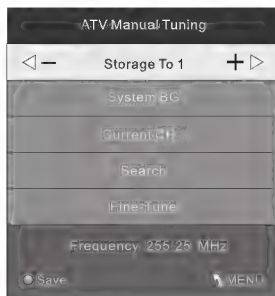 ATV Manual Tuning
Storage To 1
System BG
Current CH
Search
Fine-Tune
Frequency 255 25 MHz
Save MENU